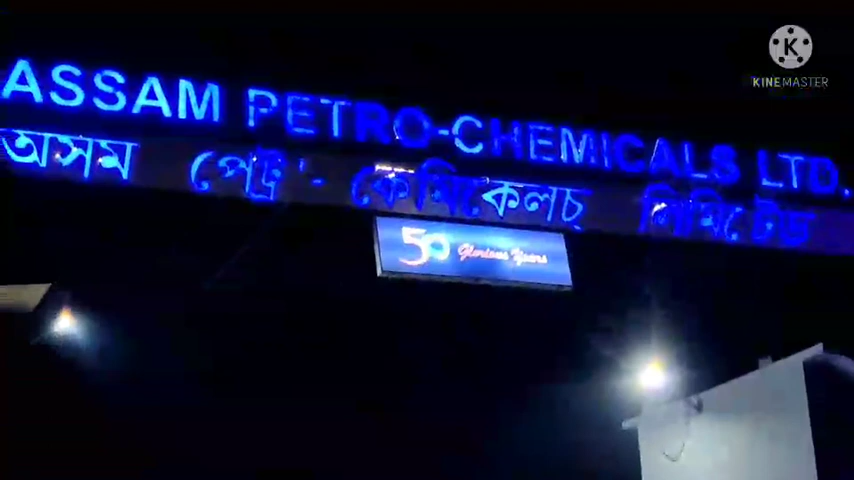 K
KINEMASTER
ASSAM PETRO-CHEMICALS LTD.
অসম পেট্ৰ'-কেমিকেলচ লিমিটেড
50 Glorious Years